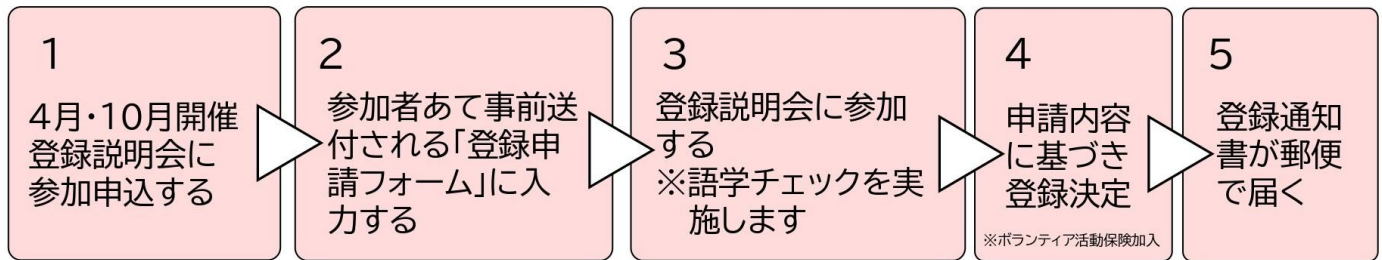 1
4月・10月開催
登録説明会に
参加申込する
2
参加者あて事前送
付される「登録申
請フォーム」に入
力する
3
登録説明会に参加
する
※語学チェックを実
施します
4
申請内容
に基づき
登録決定
※ボランティア活動保険加入
5
登録通知
書が郵便
で届く